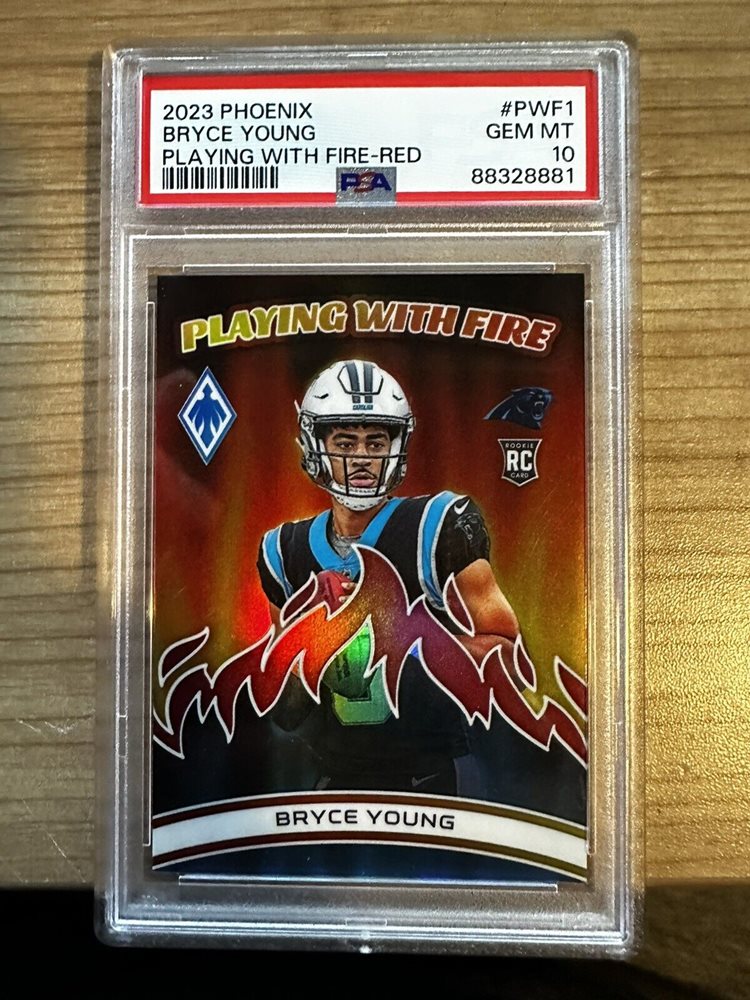 2023 PHOENIX #PWF1
BRYCE YOUNG GEM MT
PLAYING WITH FIRE-RED 10
PSA 88328881
PLAYING WITH FIRE
CAROLINA
ROOKIE
RC
CARD
BRYCE YOUNG